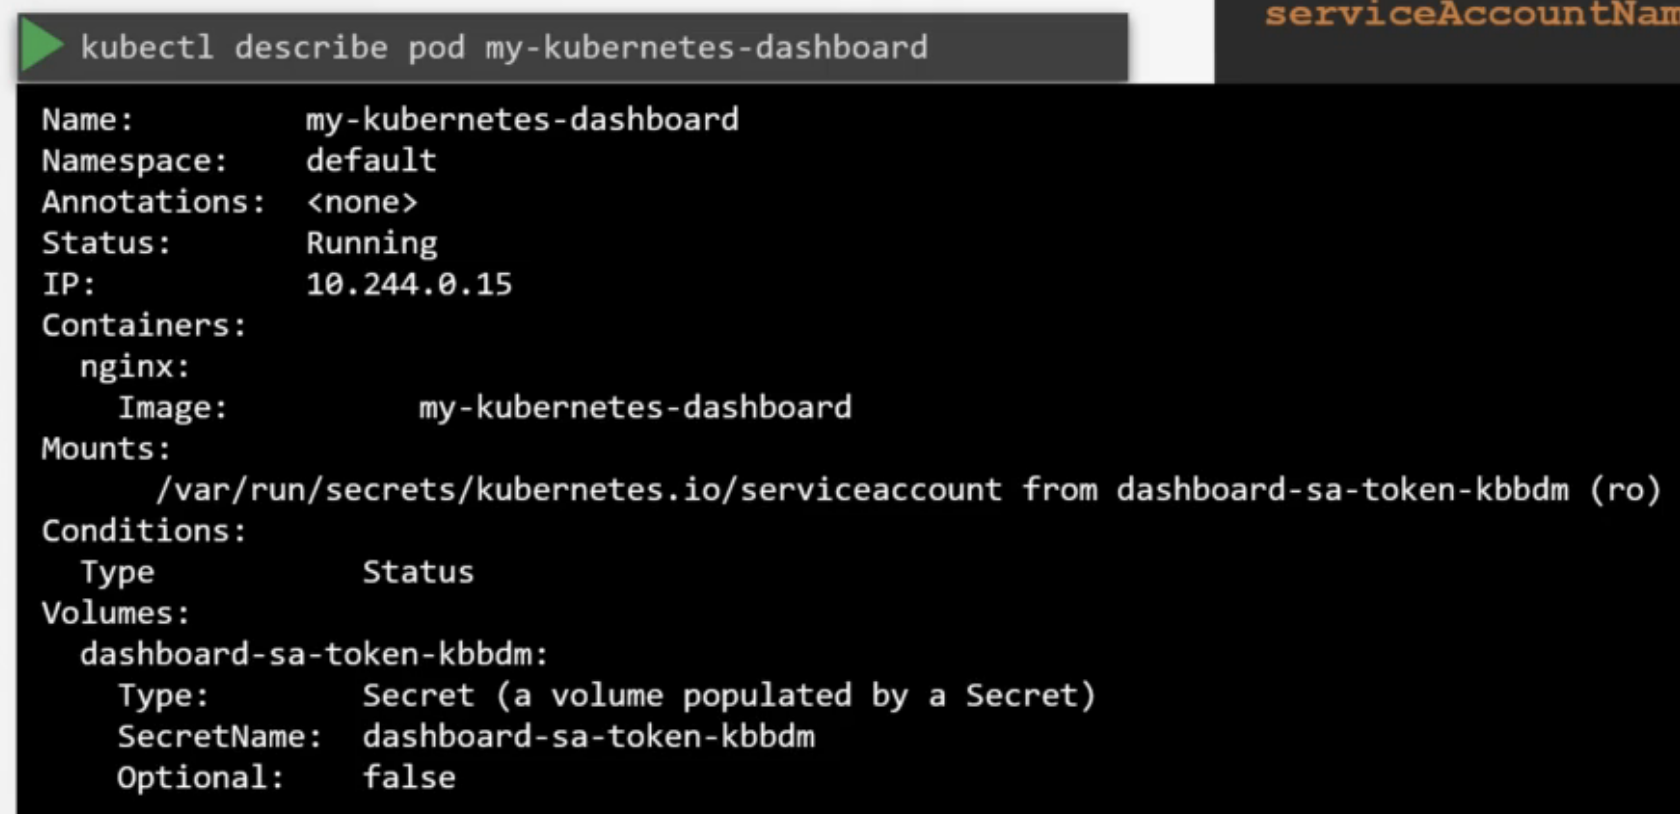 serviceAccountNam
kubectl describe pod my-kubernetes-dashboard
Name: my-kubernetes-dashboard
Namespace: default
Annotations: <none>
Status: Running
IP: 10.244.0.15
Containers:
nginx:
Image: my-kubernetes-dashboard
Mounts:
/var/run/secrets/kubernetes.io/serviceaccount from dashboard-sa-token-kbbdm (ro)
Conditions:
Type Status
Volumes:
dashboard-sa-token-kbbdm:
Type: Secret (a volume populated by a Secret)
SecretName: dashboard-sa-token-kbbdm
Optional: false